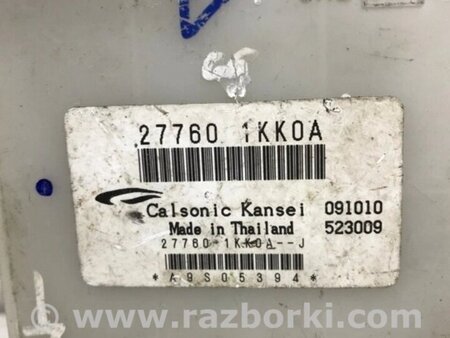 27760 1KK0A
Calsonic Kansei 091010
Made in Thailand 523009
27760-1KK0A--J
*A9S05394*
www.razborki.com